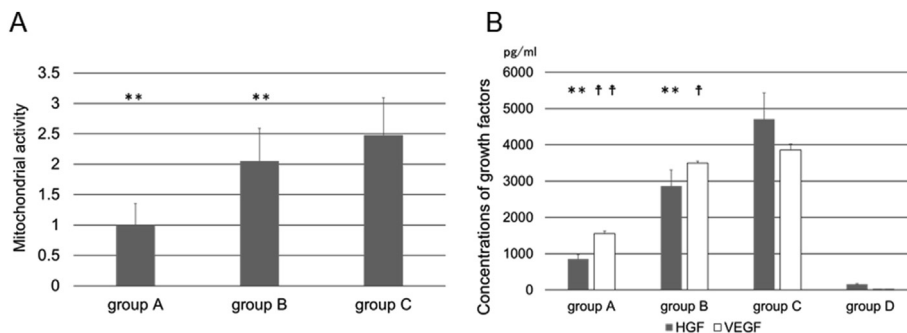 A
Mitochondrial activity
3.5
3
2.5
2
1.5
1
0.5
0
** **
group A group B group C
B
pg/ml
Concentrations of growth factors
6000
5000
4000
3000
2000
1000
0
** †† ** †
group A group B group C group D
HGF VEGF